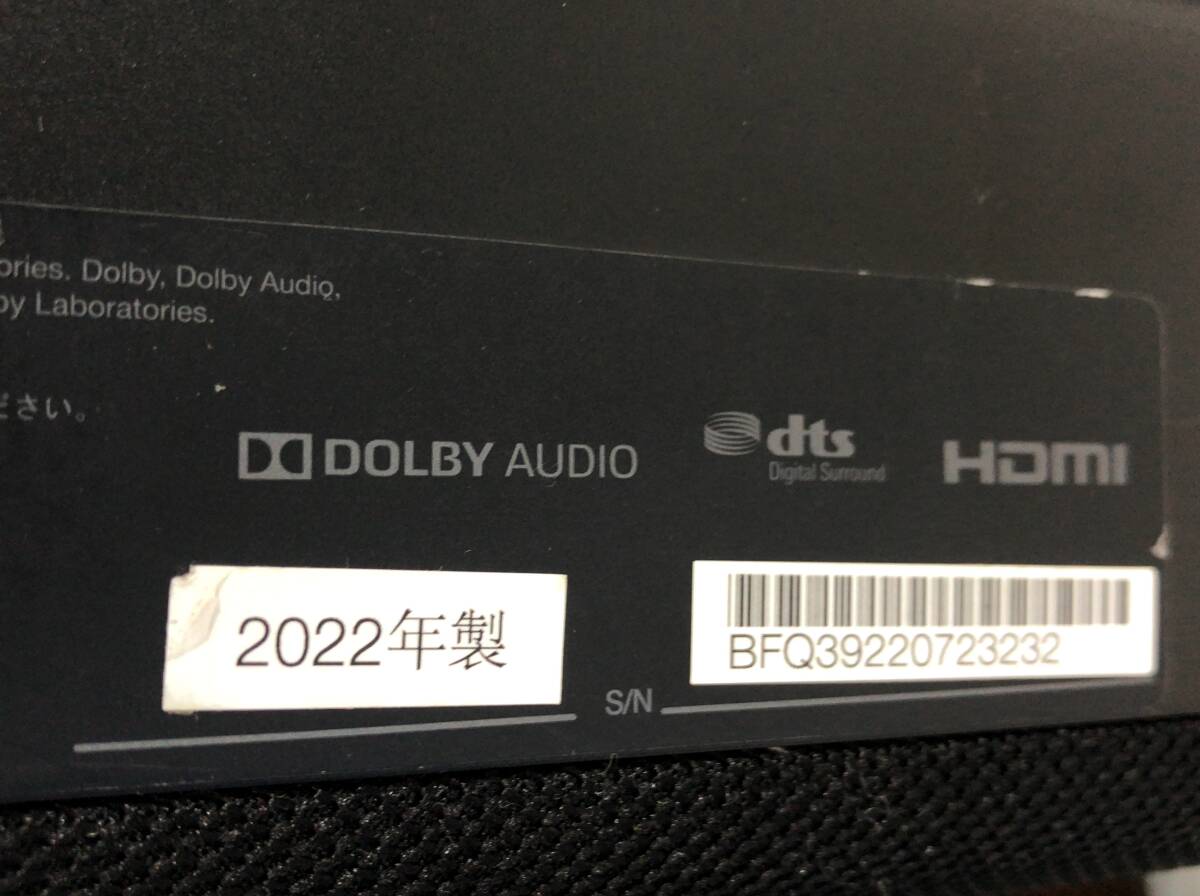 ories. Dolby, Dolby Audio,
by Laboratories.
ださい。
DOLBY AUDIO
dts
Digital Surround
HDMI
2022年製
BFQ39220723232
S/N